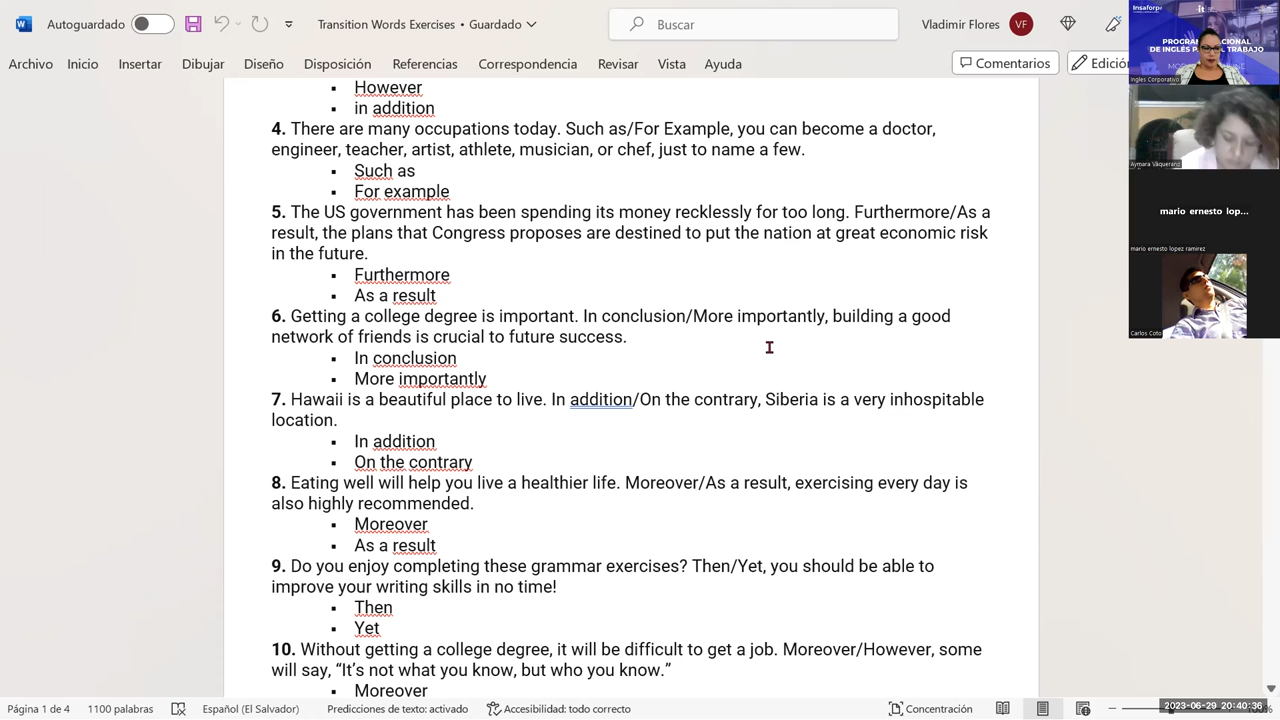 Autoguardado
Transition Words Exercises • Guardado
Buscar
Vladimir Flores
VF
Archivo Inicio Insertar Dibujar Diseño Disposición Referencias Correspondencia Revisar Vista Ayuda
Comentarios
Edición
However
in addition
4. There are many occupations today. Such as/For Example, you can become a doctor,
engineer, teacher, artist, athlete, musician, or chef, just to name a few.
Such as
For example
5. The US government has been spending its money recklessly for too long. Furthermore/As a
result, the plans that Congress proposes are destined to put the nation at great economic risk
in the future.
Furthermore
As a result
6. Getting a college degree is important. In conclusion/More importantly, building a good
network of friends is crucial to future success.
In conclusion
More importantly
7. Hawaii is a beautiful place to live. In addition/On the contrary, Siberia is a very inhospitable
location.
In addition
On the contrary
8. Eating well will help you live a healthier life. Moreover/As a result, exercising every day is
also highly recommended.
Moreover
As a result
9. Do you enjoy completing these grammar exercises? Then/Yet, you should be able to
improve your writing skills in no time!
Then
Yet
10. Without getting a college degree, it will be difficult to get a job. Moreover/However, some
will say, “It’s not what you know, but who you know.”
Moreover
Página 1 de 4
1100 palabras
Español (El Salvador)
Predicciones de texto: activado
Accesibilidad: todo correcto
Concentración
2023-06-29 20:40:36
Ingles Corporativo
mario ernesto lop...
mario ernesto lopez ramirez
Carlos Coto